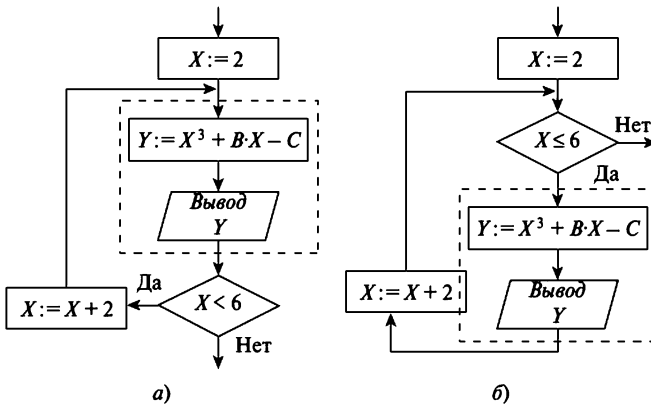 X := 2
Y := X³ + B·X – C
Вывод
Y
Да
X < 6
X := X + 2
Нет
а)
X := 2
Нет
X ≤ 6
Да
Y := X³ + B·X – C
X := X + 2
Вывод
Y
б)